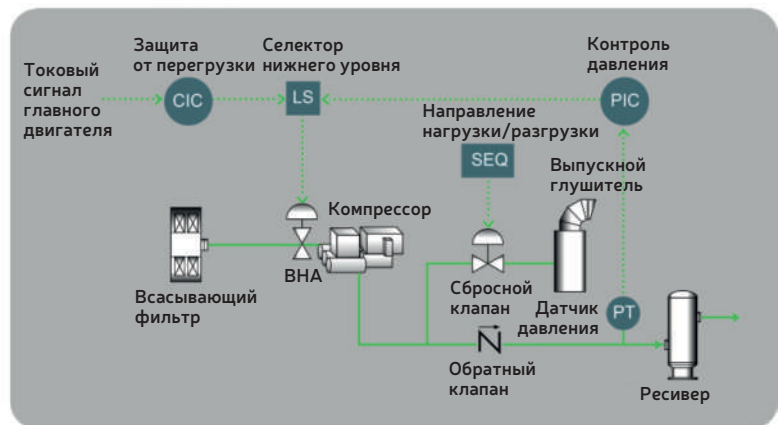 Защита
от перегрузки
Селектор
нижнего уровня
Контроль
давления
Токовый
сигнал
главного
двигателя
CIC
LS
PIC
Направление
нагрузки/разгрузки
SEQ
Выпускной
глушитель
Компрессор
ВНА
Всасывающий
фильтр
Сбросной
клапан
Датчик
давления
PT
Обратный
клапан
Ресивер